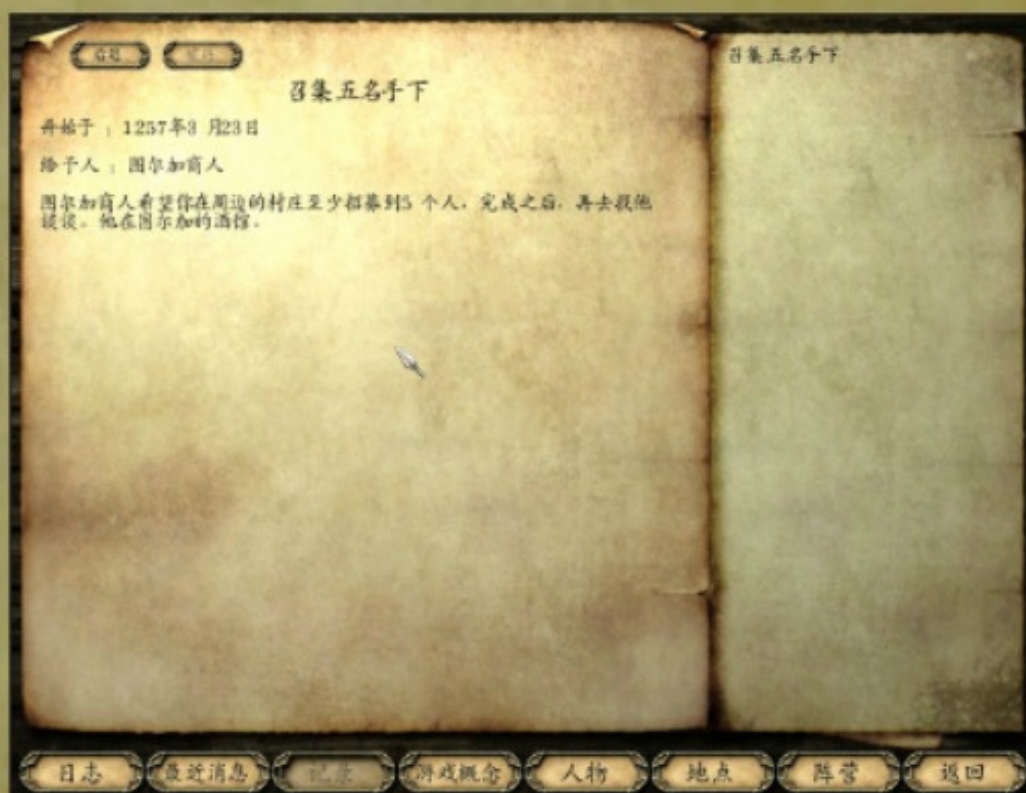 召集五名手下
开始于：1257年3 月23日
给予人：图尔加商人
图尔加商人希望你在周边的村庄至少招募到5 个人。完成之后，再去找他
谈谈。他在图尔加的酒馆。
召集五名手下
日志
最近消息
记录
游戏概念
人物
地点
阵营
返回